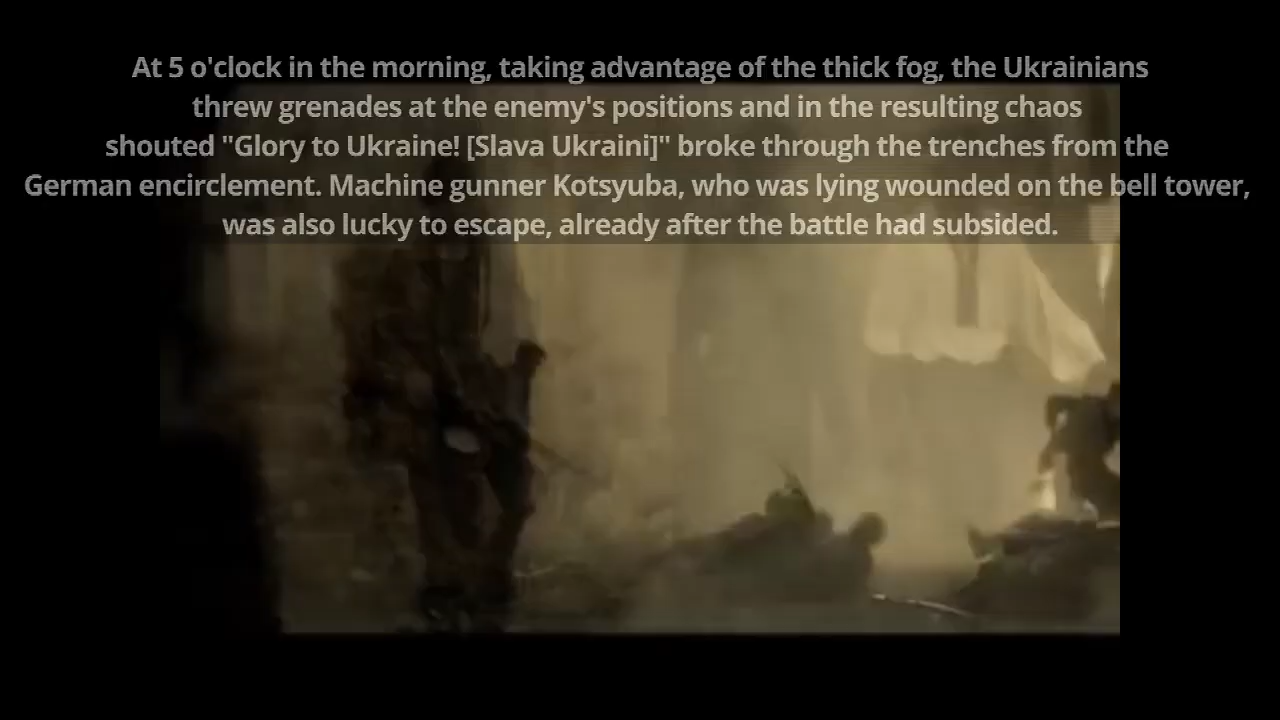 At 5 o'clock in the morning, taking advantage of the thick fog, the Ukrainians
threw grenades at the enemy's positions and in the resulting chaos
shouted "Glory to Ukraine! [Slava Ukraini]" broke through the trenches from the
German encirclement. Machine gunner Kotsyuba, who was lying wounded on the bell tower,
was also lucky to escape, already after the battle had subsided.